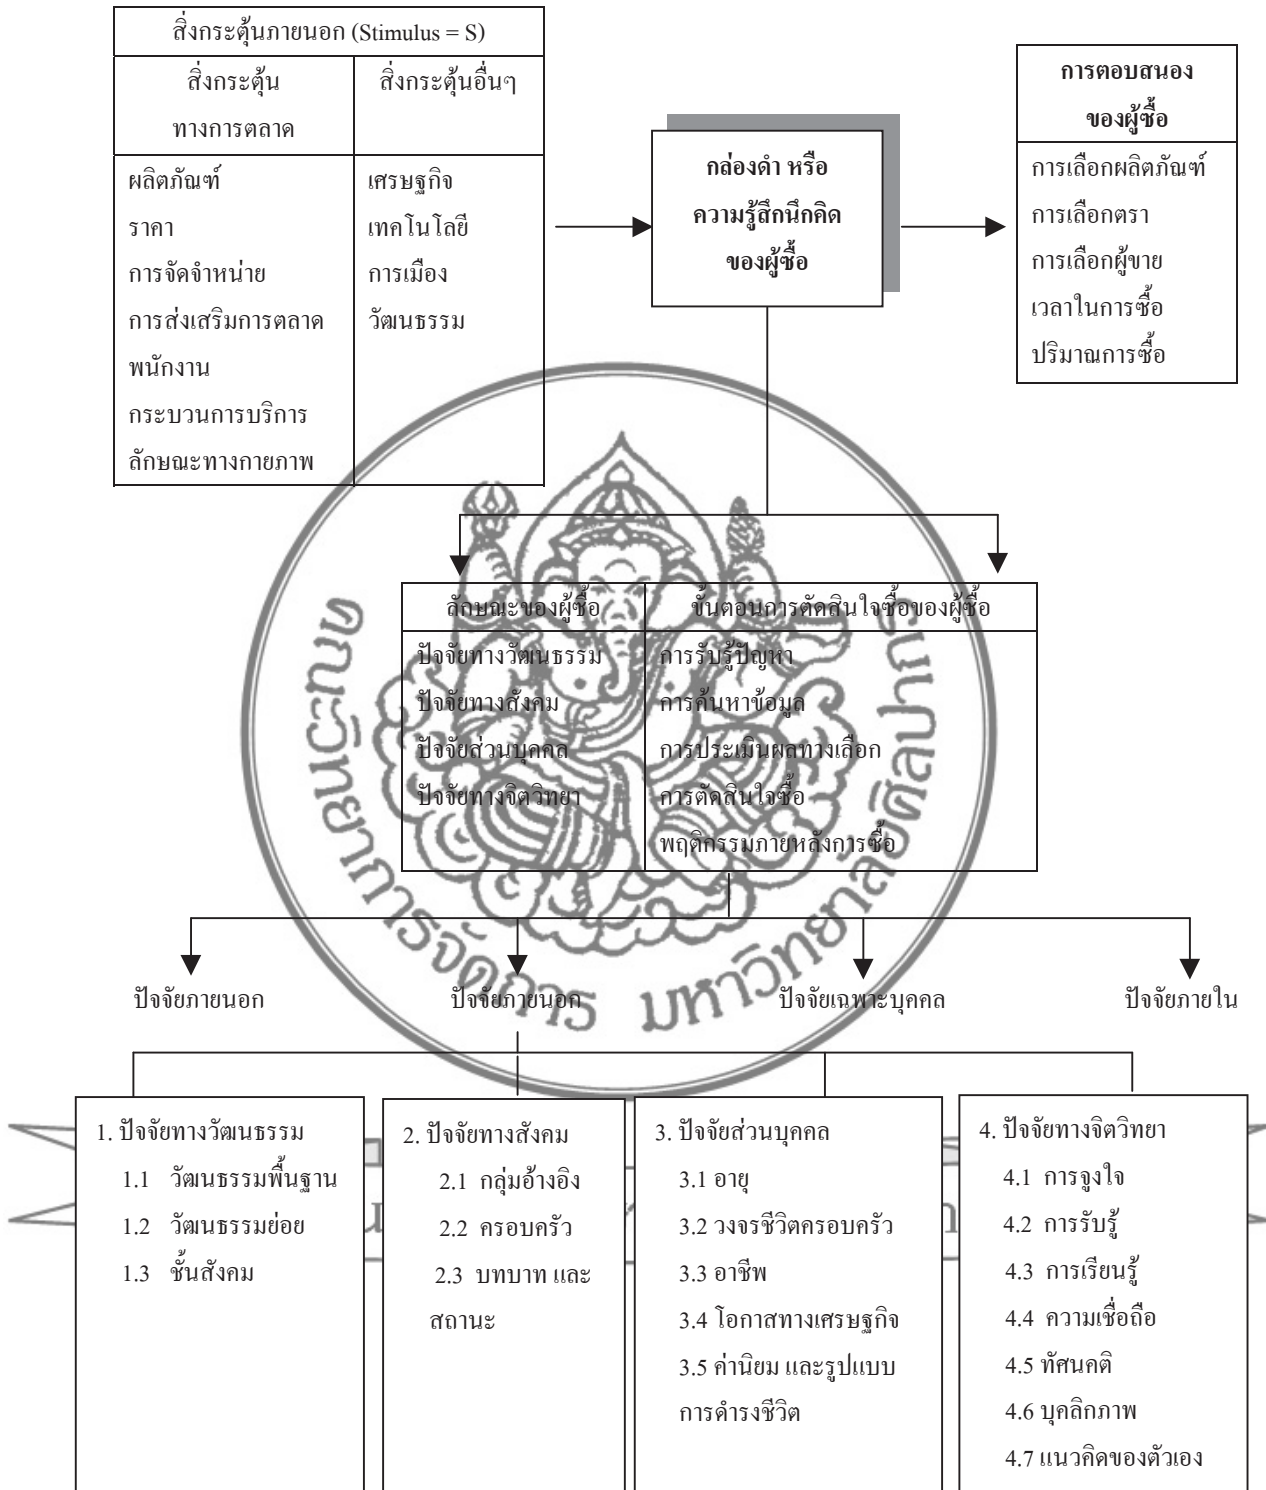 สิ่งกระตุ้นภายนอก (Stimulus = S)
สิ่งกระตุ้น
ทางการตลาด
สิ่งกระตุ้นอื่นๆ
ผลิตภัณฑ์
ราคา
การจัดจำหน่าย
การส่งเสริมการตลาด
พนักงาน
กระบวนการบริการ
ลักษณะทางกายภาพ
เศรษฐกิจ
เทคโนโลยี
การเมือง
วัฒนธรรม
กล่องดำ หรือ
ความรู้สึกนึกคิด
ของผู้ซื้อ
การตอบสนอง
ของผู้ซื้อ
การเลือกผลิตภัณฑ์
การเลือกตรา
การเลือกผู้ขาย
เวลาในการซื้อ
ปริมาณการซื้อ
ลักษณะของผู้ซื้อ
ปัจจัยทางวัฒนธรรม
ปัจจัยทางสังคม
ปัจจัยส่วนบุคคล
ปัจจัยทางจิตวิทยา
ขั้นตอนการตัดสินใจซื้อของผู้ซื้อ
การรับรู้ปัญหา
การค้นหาข้อมูล
การประเมินผลทางเลือก
การตัดสินใจซื้อ
พฤติกรรมภายหลังการซื้อ
คณะวิทยาการจัดการ มหาวิทยาลัยศิลปากร
ปัจจัยภายนอก
ปัจจัยภายนอก
ปัจจัยเฉพาะบุคคล
ปัจจัยภายใน
1. ปัจจัยทางวัฒนธรรม
1.1 วัฒนธรรมพื้นฐาน
1.2 วัฒนธรรมย่อย
1.3 ชั้นสังคม
2. ปัจจัยทางสังคม
2.1 กลุ่มอ้างอิง
2.2 ครอบครัว
2.3 บทบาท และ
สถานะ
3. ปัจจัยส่วนบุคคล
3.1 อายุ
3.2 วงจรชีวิตครอบครัว
3.3 อาชีพ
3.4 โอกาสทางเศรษฐกิจ
3.5 ค่านิยม และรูปแบบ
การดำรงชีวิต
4. ปัจจัยทางจิตวิทยา
4.1 การจูงใจ
4.2 การรับรู้
4.3 การเรียนรู้
4.4 ความเชื่อถือ
4.5 ทัศนคติ
4.6 บุคลิกภาพ
4.7 แนวคิดของตัวเอง